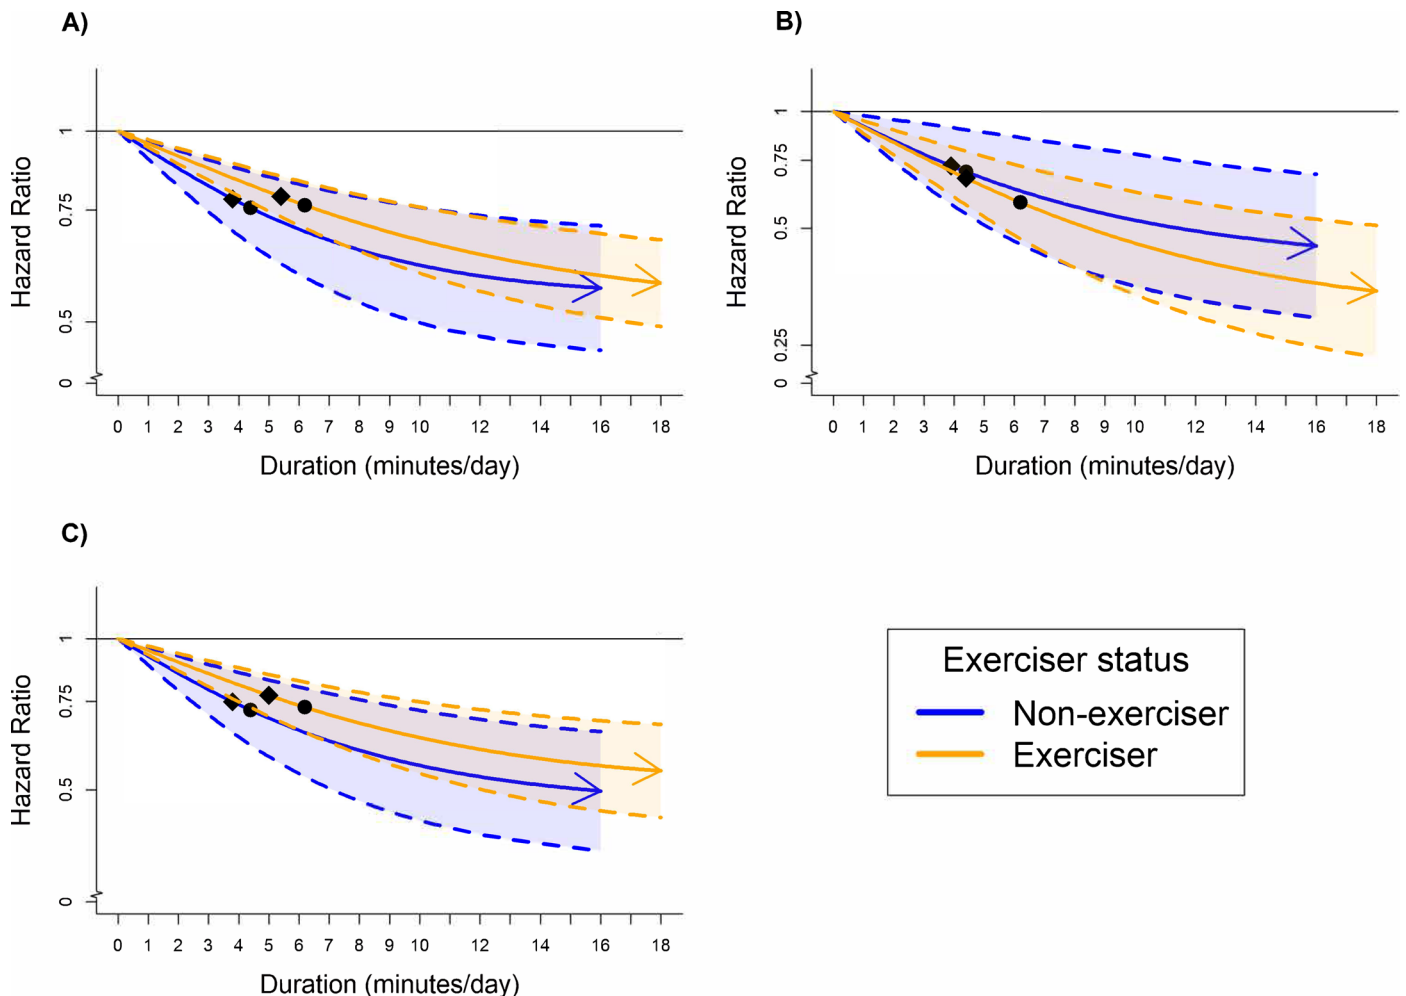 A)
Hazard Ratio
1
0.75
0.5
0
0 1 2 3 4 5 6 7 8 9 10 12 14 16 18
Duration (minutes/day)
B)
Hazard Ratio
1
0.75
0.5
0.25
0
0 1 2 3 4 5 6 7 8 9 10 12 14 16 18
Duration (minutes/day)
C)
Hazard Ratio
1
0.75
0.5
0
0 1 2 3 4 5 6 7 8 9 10 12 14 16 18
Duration (minutes/day)
Exerciser status
Non-exerciser
Exerciser